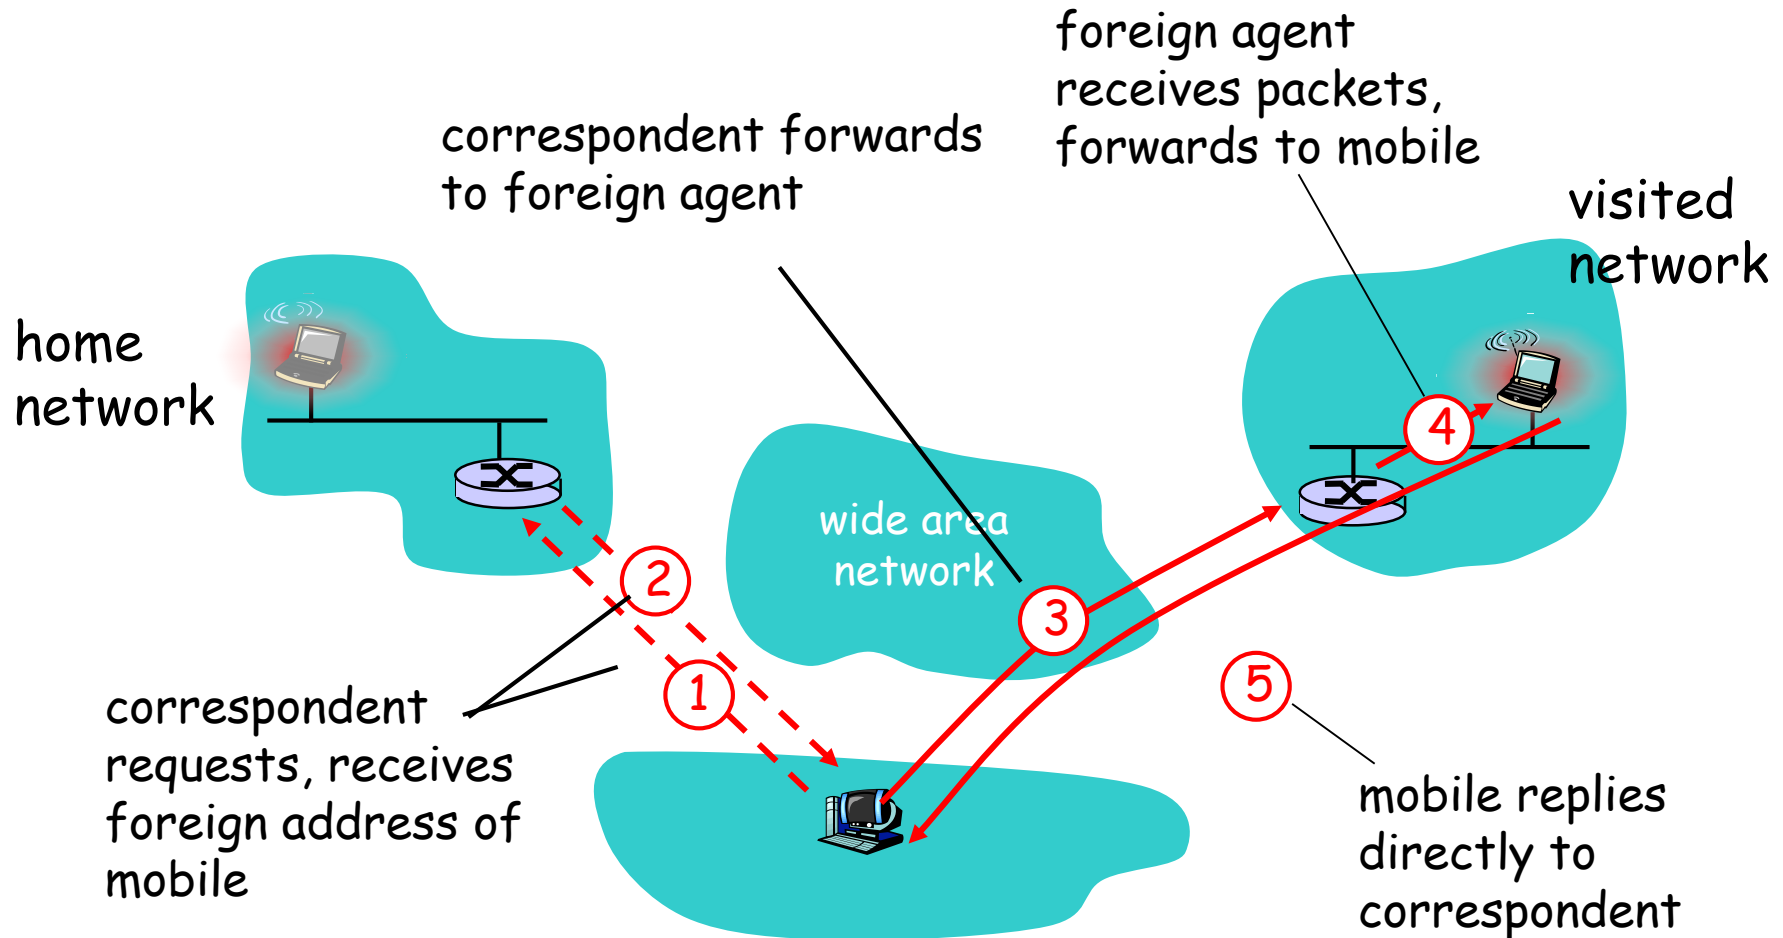 foreign agent
receives packets,
forwards to mobile
correspondent forwards
to foreign agent
visited
network
home
network
wide area
network
1
2
3
4
5
correspondent
requests, receives
foreign address of
mobile
mobile replies
directly to
correspondent